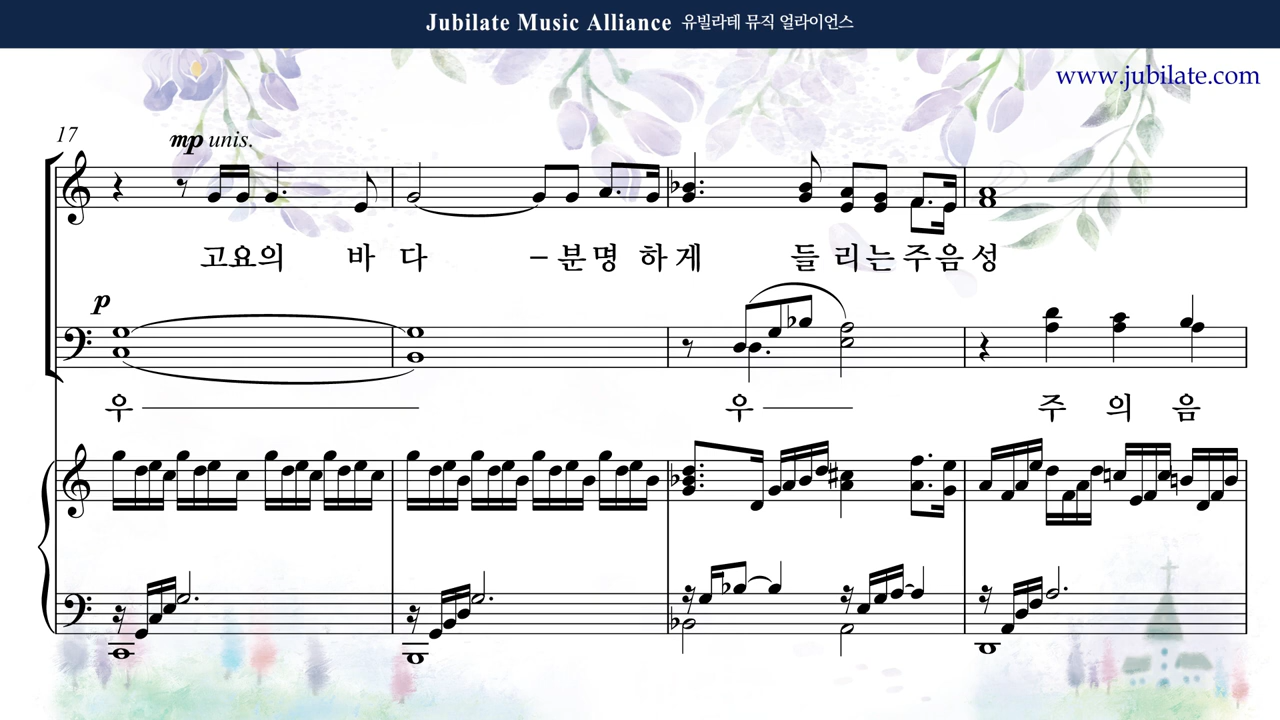 Jubilate Music Alliance 유빌라테 뮤직 얼라이언스
www.jubilate.com
17
mp unis.
고요의 바 다 – 분 명 하 게 들 리 는 주 음 성
p
우 우 주 의 음